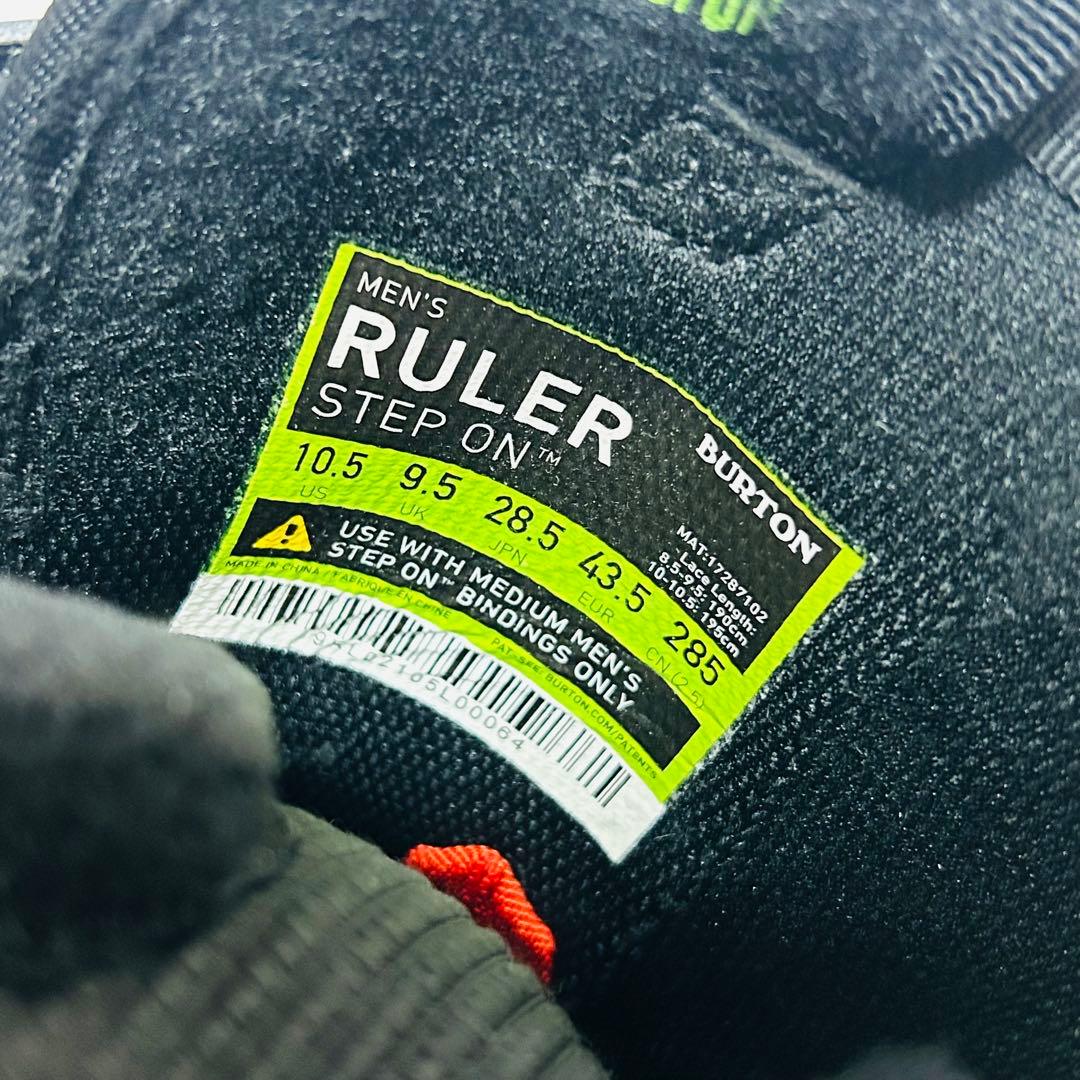 MEN'S
RULER
STEP ON™
BURTON
MAT:17287102
Lace Length:
8.5-9.5: 190cm
10-10.5: 195cm
10.5 9.5 28.5 43.5 285
US UK JPN EUR CN (2.5)
USE WITH MEDIUM MEN'S
STEP ON™ BINDINGS ONLY
MADE IN CHINA / FABRIQUÉ EN CHINE
PAT-SEE: BURTON.COM/PATENTS